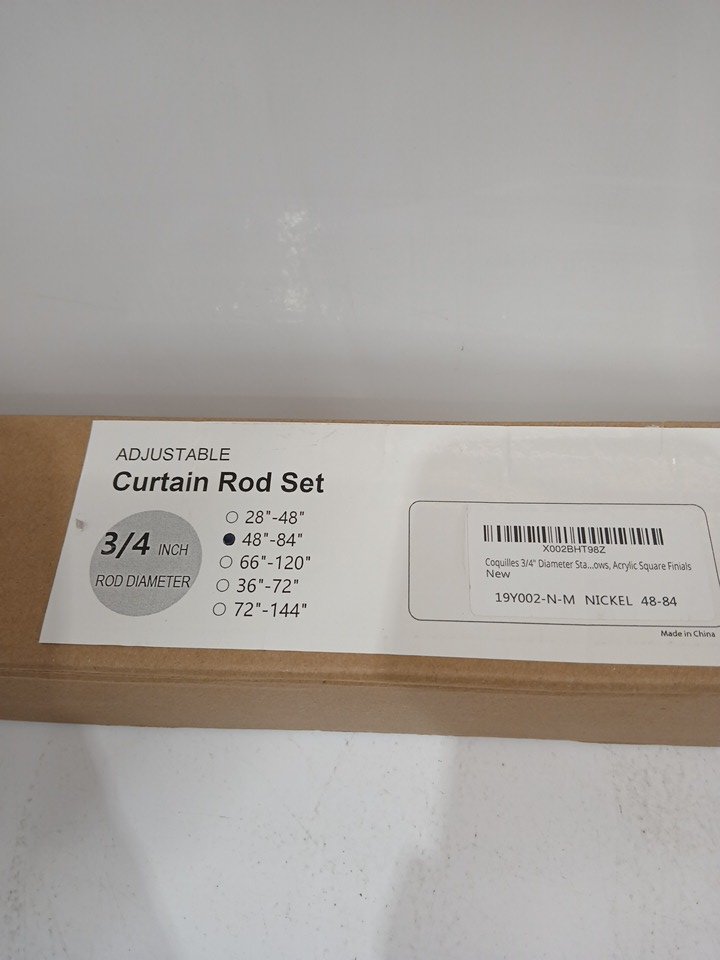 ADJUSTABLE
Curtain Rod Set
3/4 INCH
ROD DIAMETER
28"-48"
48"-84"
66"-120"
36"-72"
72"-144"
X002BHT98Z
Coquilles 3/4" Diameter Sta...ows, Acrylic Square Finials
New
19Y002-N-M NICKEL 48-84
Made in China